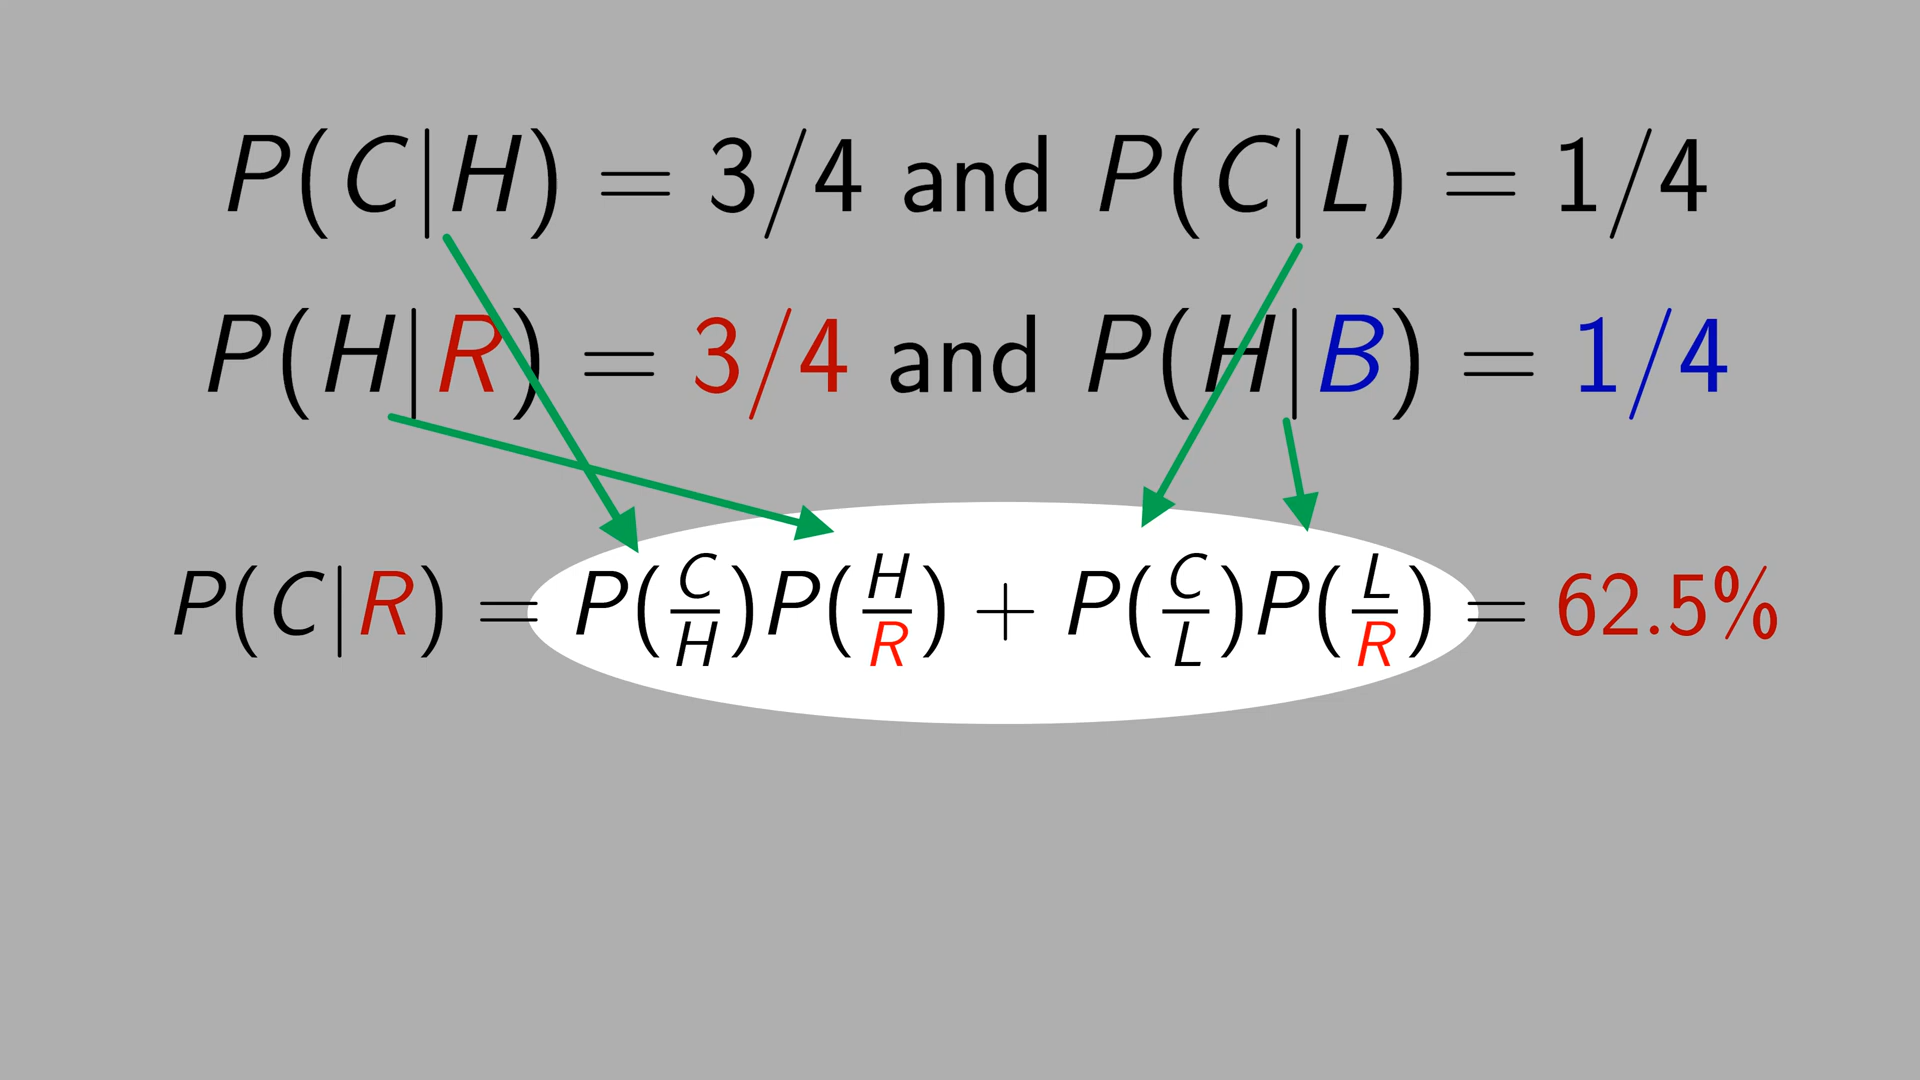 P(C|H) = 3/4 and P(C|L) = 1/4
P(H|R) = 3/4 and P(H|B) = 1/4
P(C|R) = P(C/H)P(H/R) + P(C/L)P(L/R) = 62.5%